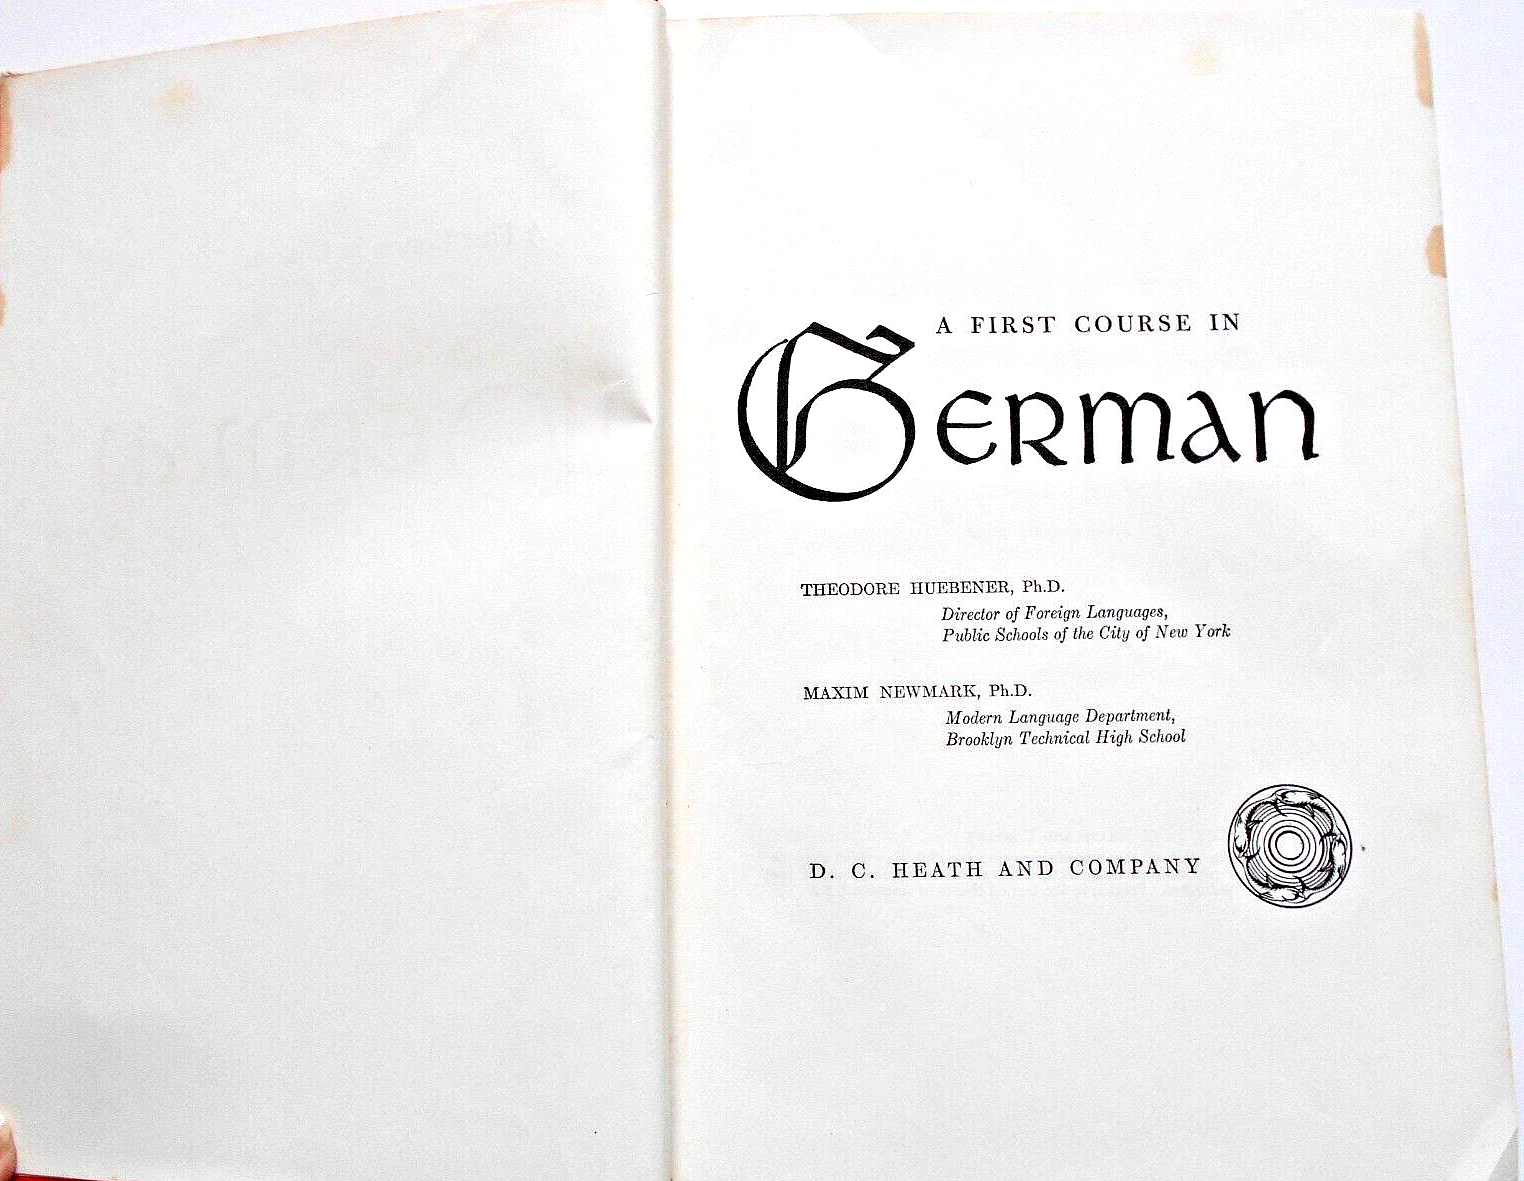 A FIRST COURSE IN
GERMAN
THEODORE HUEBENER, Ph.D.
Director of Foreign Languages,
Public Schools of the City of New York
MAXIM NEWMARK, Ph.D.
Modern Language Department,
Brooklyn Technical High School
D. C. HEATH AND COMPANY